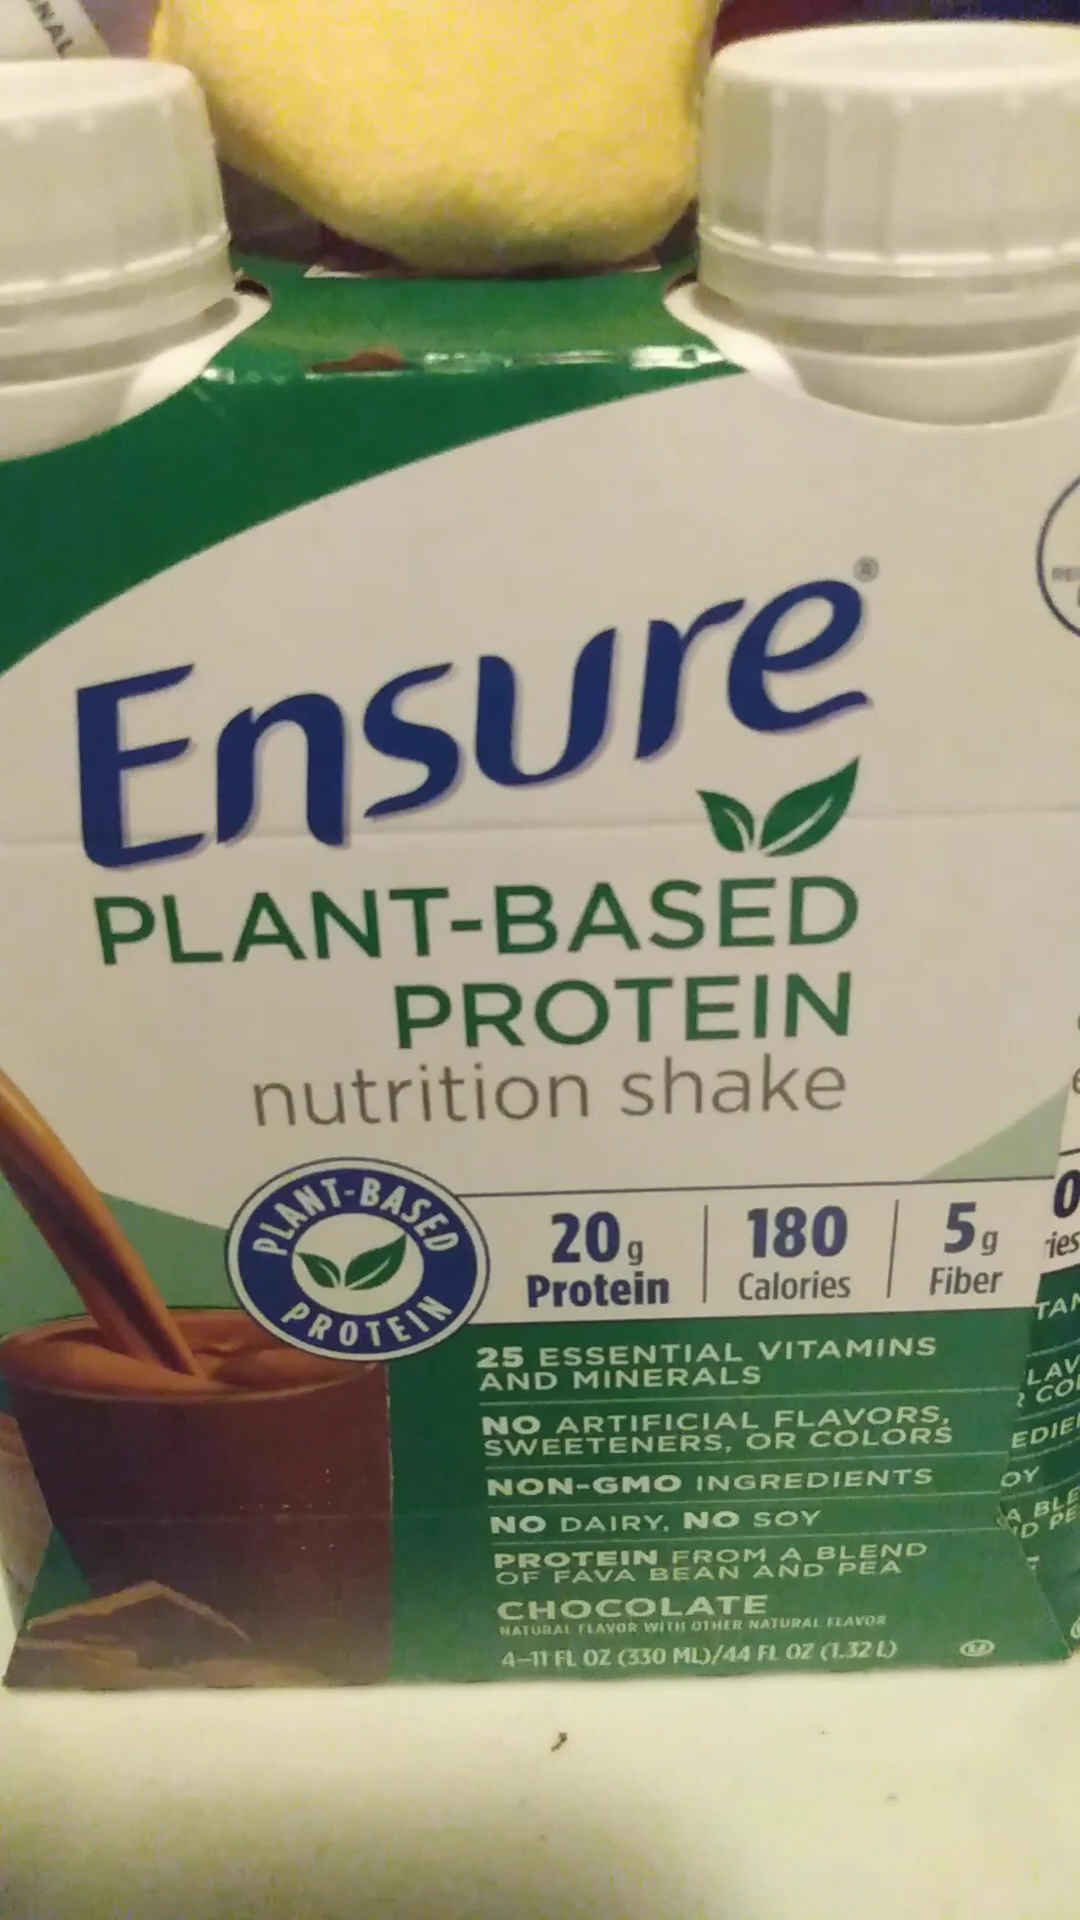 NAL
Ensure®
PLANT-BASED
PROTEIN
nutrition shake
PLANT-BASED
PROTEIN
20g
Protein
180
Calories
5g
Fiber
25 ESSENTIAL VITAMINS
AND MINERALS
NO ARTIFICIAL FLAVORS,
SWEETENERS, OR COLORS
NON-GMO INGREDIENTS
NO DAIRY, NO SOY
PROTEIN FROM A BLEND
OF FAVA BEAN AND PEA
CHOCOLATE
NATURAL FLAVOR WITH OTHER NATURAL FLAVOR
4-11 FL OZ (330 ML)/44 FL OZ (1.32 L)